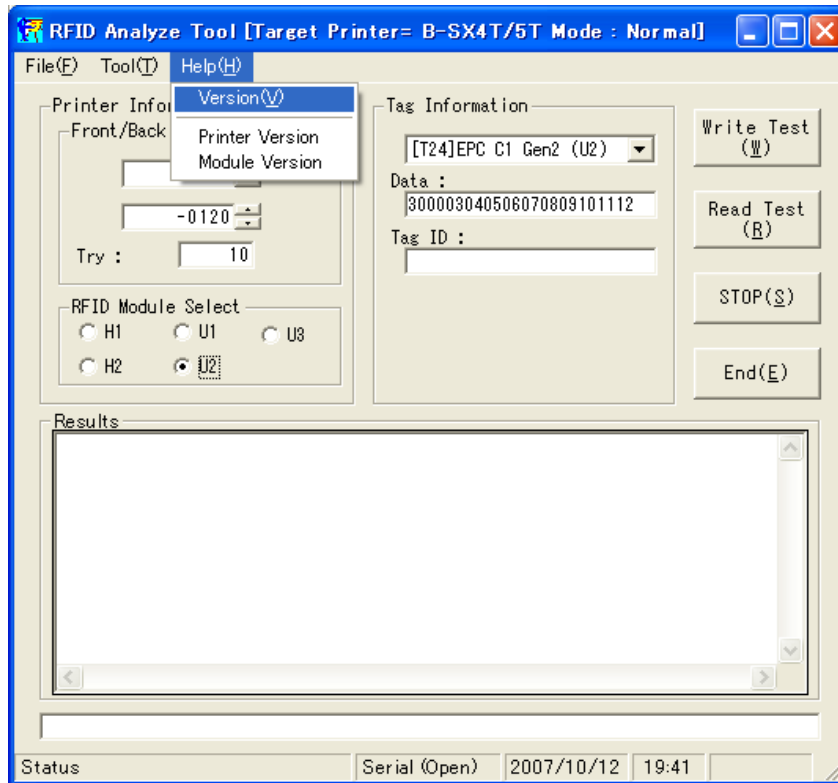 RFID Analyze Tool [Target Printer= B-SX4T/5T Mode : Normal]
File(F) Tool(T) Help(H)
Version(V)
Printer Version
Module Version
Printer Infor
Front/Back
-0120
Try : 10
RFID Module Select
H1 U1 U3
H2 U2
Tag Information
[T24]EPC C1 Gen2 (U2)
Data :
300003040506070809101112
Tag ID :
Write Test
(W)
Read Test
(R)
STOP(S)
End(E)
Results
Status Serial (Open) 2007/10/12 19:41